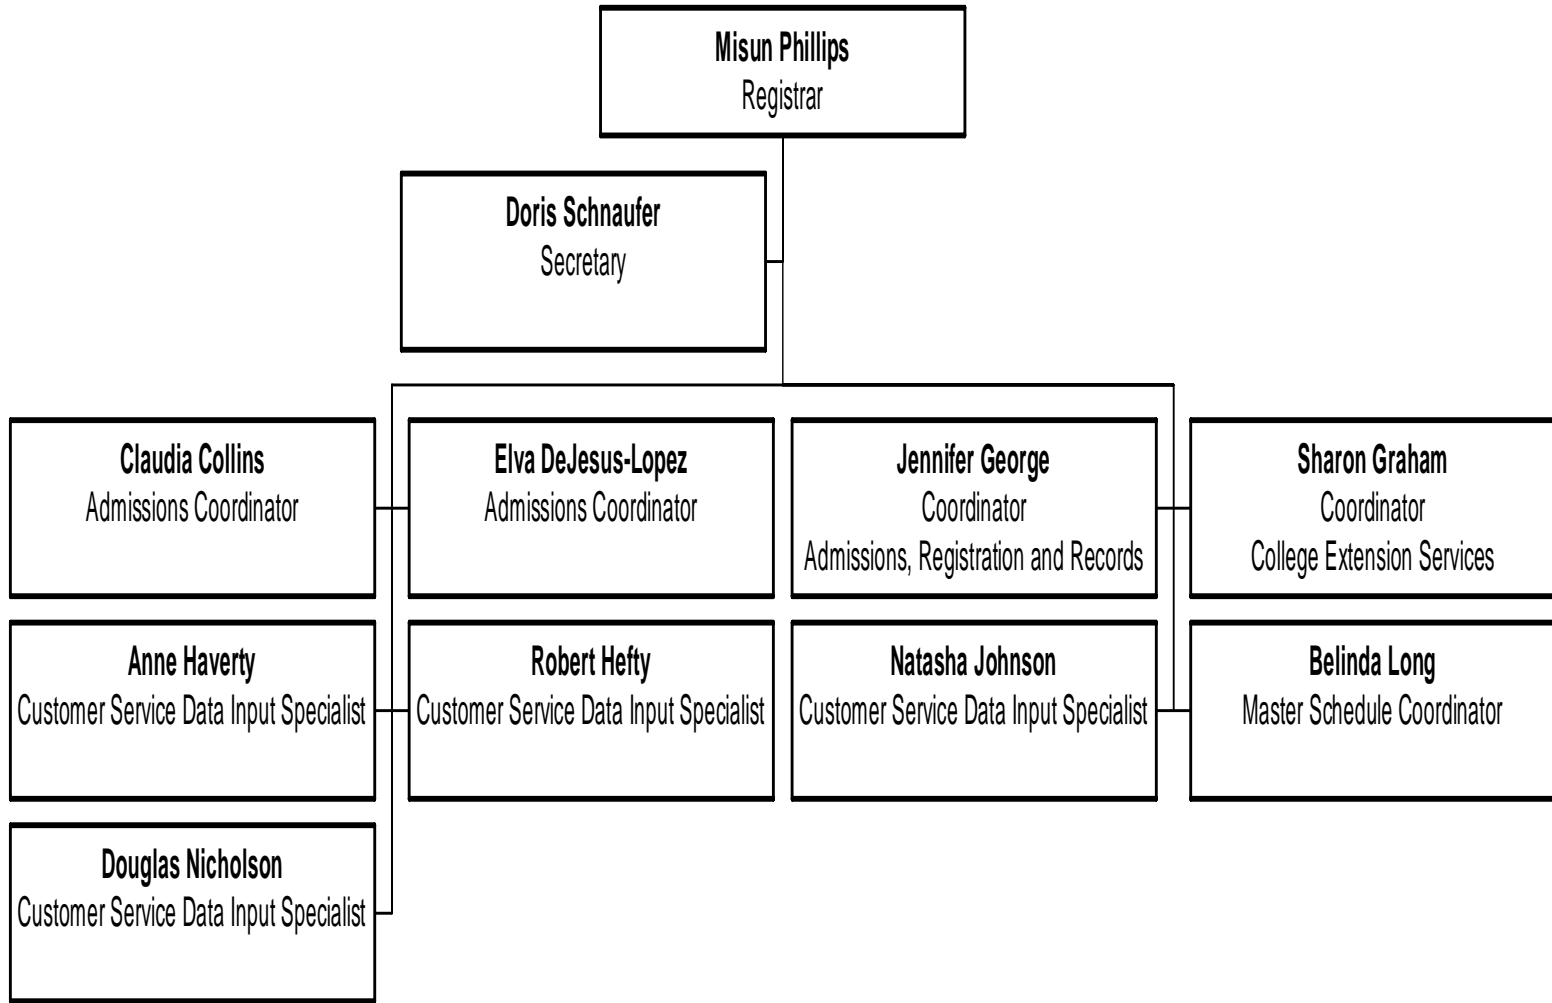 Misun Phillips
Registrar
Doris Schnaufer
Secretary
Claudia Collins
Admissions Coordinator
Elva DeJesus-Lopez
Admissions Coordinator
Jennifer George
Coordinator
Admissions, Registration and Records
Sharon Graham
Coordinator
College Extension Services
Anne Haverty
Customer Service Data Input Specialist
Robert Hefty
Customer Service Data Input Specialist
Natasha Johnson
Customer Service Data Input Specialist
Belinda Long
Master Schedule Coordinator
Douglas Nicholson
Customer Service Data Input Specialist